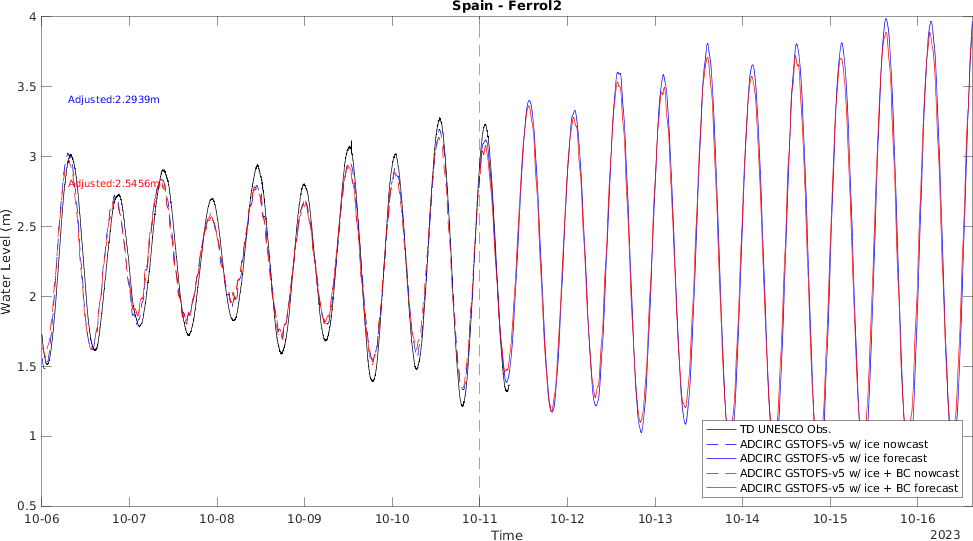 Spain - Ferrol2
4
3.5
3
2.5
2
1.5
1
0.5
Water Level (m)
Adjusted:2.2939m
Adjusted:2.5456m
TD UNESCO Obs.
ADCIRC GSTOFS-v5 w/ ice nowcast
ADCIRC GSTOFS-v5 w/ ice forecast
ADCIRC GSTOFS-v5 w/ ice + BC nowcast
ADCIRC GSTOFS-v5 w/ ice + BC forecast
10-06 10-07 10-08 10-09 10-10 10-11 10-12 10-13 10-14 10-15 10-16
Time
2023